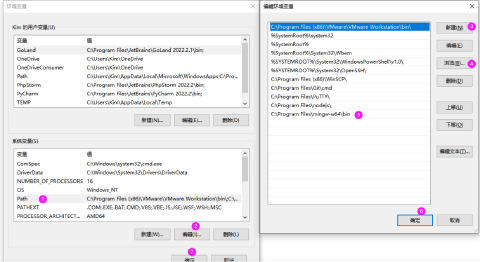 环境变量
Kim 的用户变量(U)
变量 值
GoLand C:\Program Files\JetBrains\GoLand 2022.2.1\bin;
OneDrive C:\Users\Kim\OneDrive
OneDriveConsumer C:\Users\Kim\OneDrive
Path C:\Users\Kim\AppData\Local\Microsoft\WindowsApps;C:\Pro...
PhpStorm C:\Program Files\JetBrains\PhpStorm 2022.2\bin;
PyCharm C:\Program Files\JetBrains\PyCharm 2022.2\bin;
TEMP C:\Users\Kim\AppData\Local\Temp
新建(N)... 编辑(E)... 删除(D)
系统变量(S)
变量 值
ComSpec C:\Windows\system32\cmd.exe
DriverData C:\Windows\System32\Drivers\DriverData
NUMBER_OF_PROCESSORS 16
OS Windows_NT
Path 1 C:\Program Files (x86)\VMware\VMware Workstation\bin\;C:\...
PATHEXT .COM;.EXE;.BAT;.CMD;.VBS;.VBE;.JS;.JSE;.WSF;.WSH;.MSC
PROCESSOR_ARCHITECT... AMD64
2
新建(W)... 编辑(I)... 删除(L)
7
确定 取消
编辑环境变量
C:\Program Files (x86)\VMware\VMware Workstation\bin\
%SystemRoot%\system32
%SystemRoot%
%SystemRoot%\System32\Wbem
%SYSTEMROOT%\System32\WindowsPowerShell\v1.0\
%SYSTEMROOT%\System32\OpenSSH\
C:\Program Files (x86)\WinSCP\
C:\Program Files\Git\cmd
C:\Program Files\PuTTY\
C:\Program Files\nodejs\
C:\Program Files\mingw-w64\bin
5
新建(N) 3
编辑(E)
浏览(B)... 4
删除(D)
上移(U)
下移(O)
编辑文本(T)...
6
确定 取消